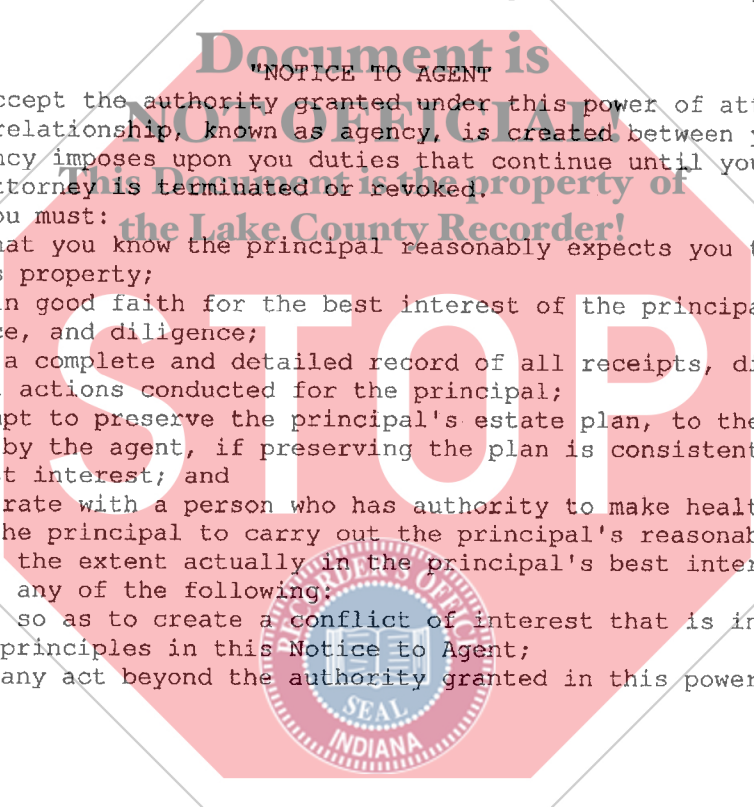 Document is
"NOTICE TO AGENT
ccept the authority granted under this power of at
NOT OFFICIAL!
relationship, known as agency, is created between
ncy imposes upon you duties that continue until you
This Document is the property of
ttorney is terminated or revoked.
ou must:
the Lake County Recorder!
hat you know the principal reasonably expects you
s property;
in good faith for the best interest of the principa
ce, and diligence;
a complete and detailed record of all receipts, di
actions conducted for the principal;
mpt to preserve the principal's estate plan, to the
by the agent, if preserving the plan is consistent
t interest; and
rate with a person who has authority to make healt
he principal to carry out the principal's reasonab
the extent actually in the principal's best inter
any of the following:
so as to create a conflict of interest that is in
principles in this Notice to Agent;
any act beyond the authority granted in this power
STOP
RECORDER'S OFFICE
SEAL
INDIANA